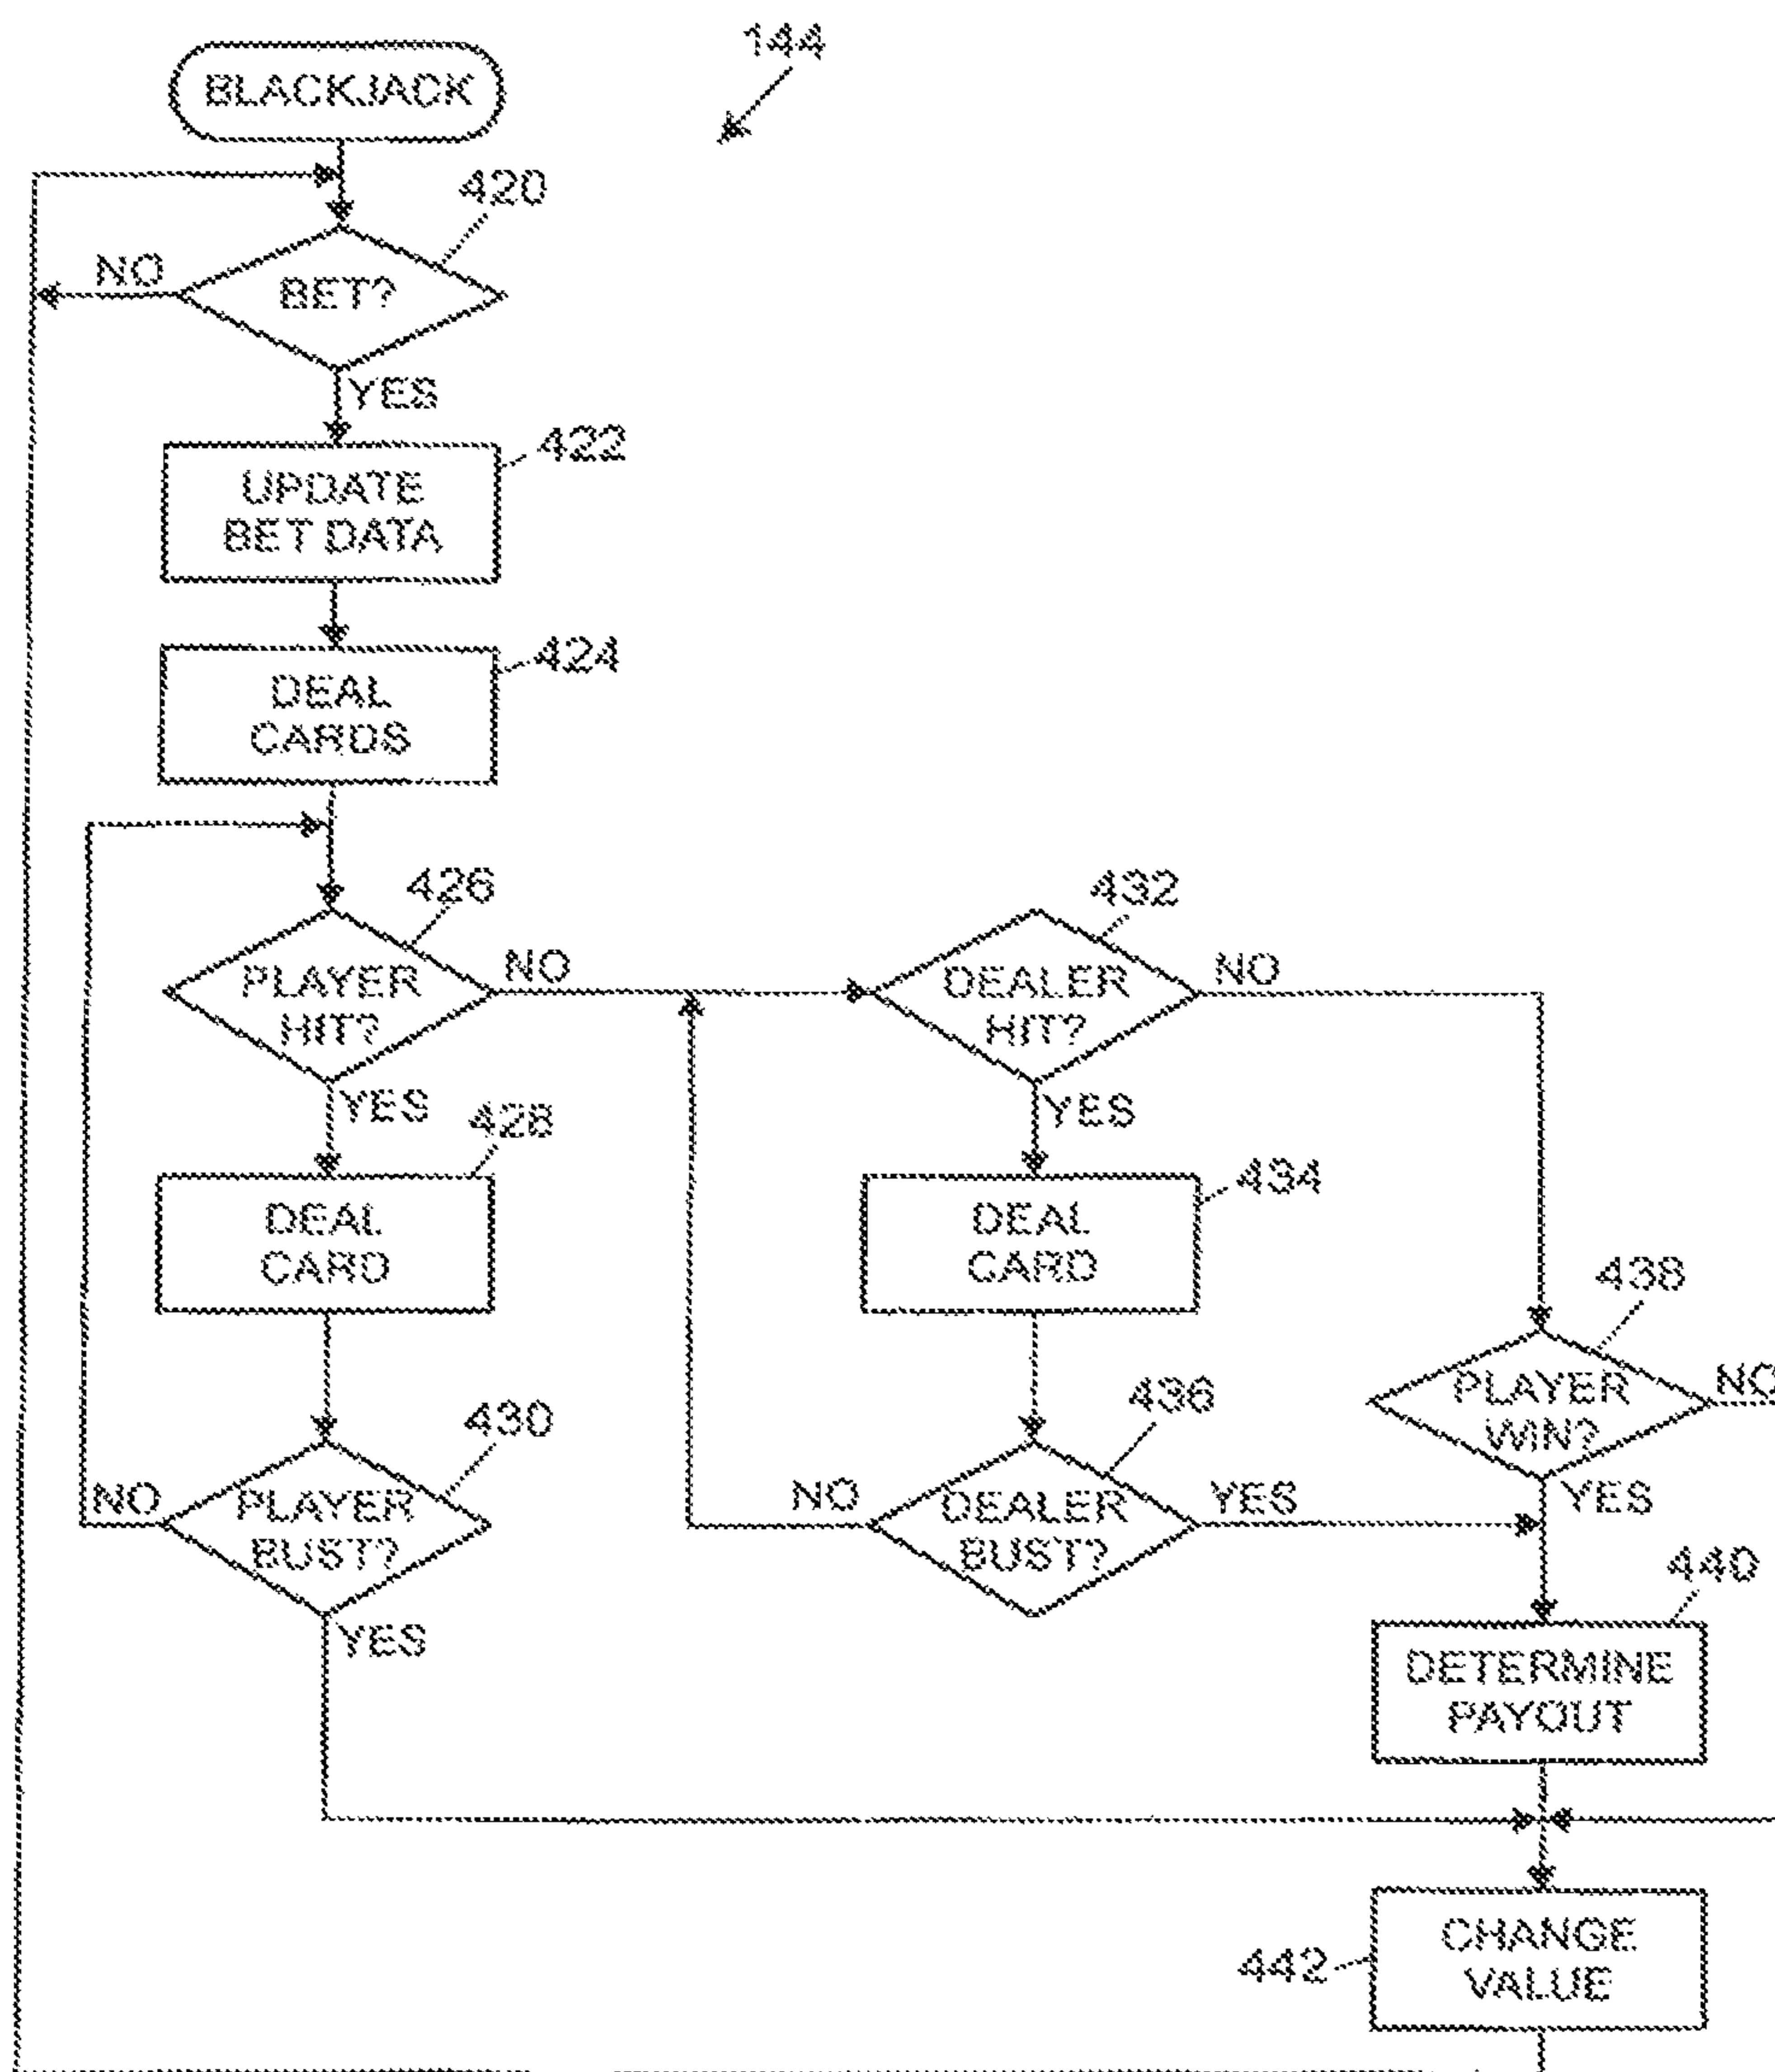 144
BLACKJACK
420
BET?
NO
YES
422
UPDATE
BET DATA
424
DEAL
CARDS
426
PLAYER
HIT?
NO
YES
428
DEAL
CARD
430
PLAYER
BUST?
NO
YES
432
DEALER
HIT?
NO
YES
434
DEAL
CARD
436
DEALER
BUST?
NO
YES
438
PLAYER
WIN?
NO
YES
440
DETERMINE
PAYOUT
442
CHANGE
VALUE